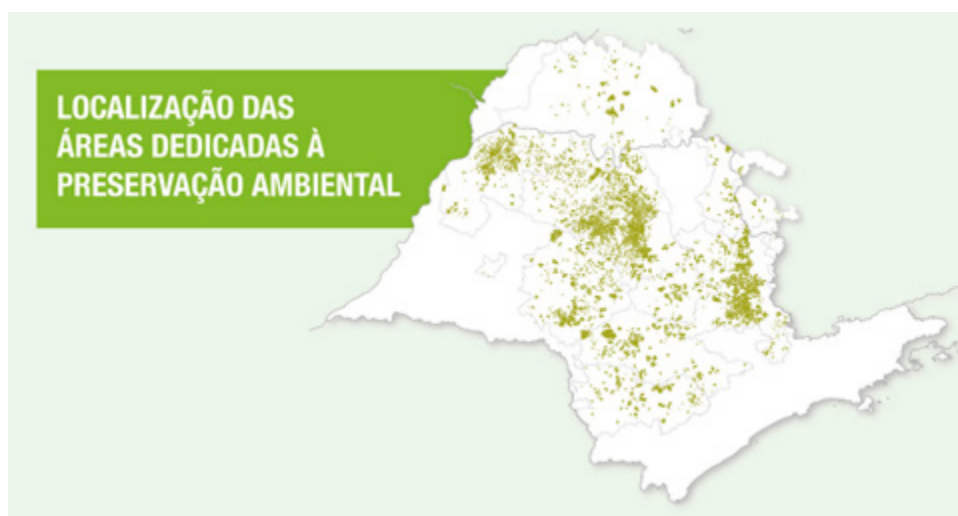 LOCALIZAÇÃO DAS
ÁREAS DEDICADAS À
PRESERVAÇÃO AMBIENTAL